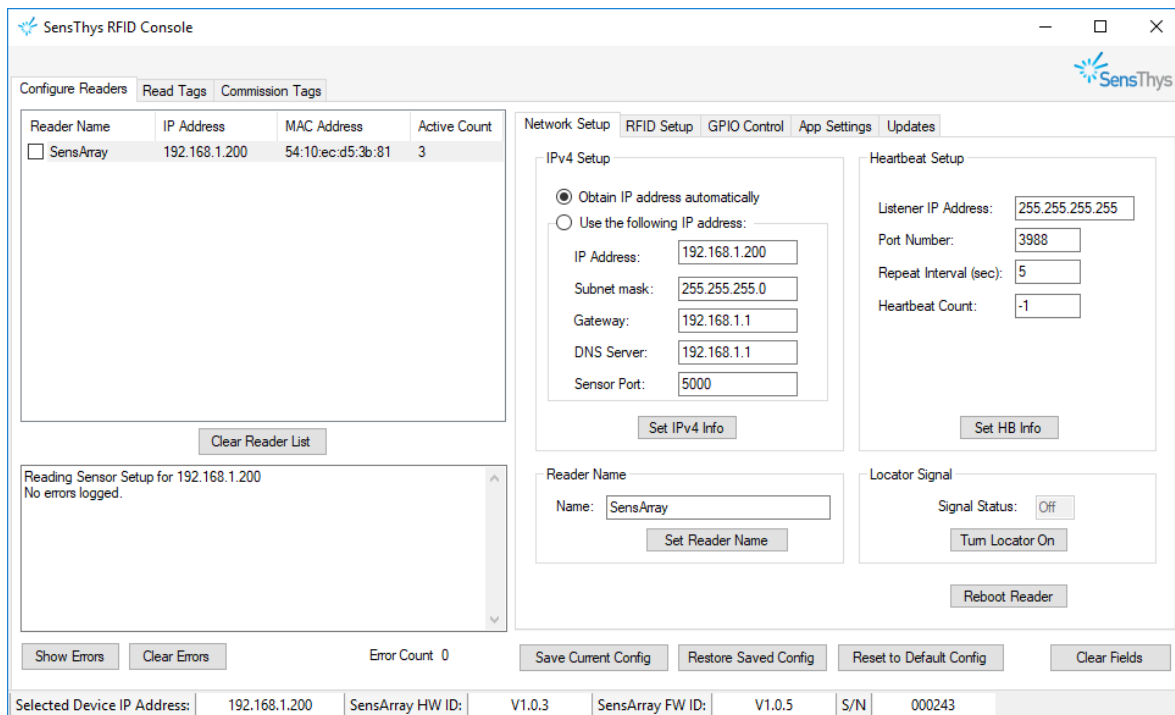 SensThys RFID Console
SensThys
Configure Readers Read Tags Commission Tags
Reader Name IP Address MAC Address Active Count
SensArray 192.168.1.200 54:10:ec:d5:3b:81 3
Clear Reader List
Reading Sensor Setup for 192.168.1.200
No errors logged.
Show Errors Clear Errors Error Count 0
Network Setup RFID Setup GPIO Control App Settings Updates
IPv4 Setup
Obtain IP address automatically
Use the following IP address:
IP Address: 192.168.1.200
Subnet mask: 255.255.255.0
Gateway: 192.168.1.1
DNS Server: 192.168.1.1
Sensor Port: 5000
Set IPv4 Info
Heartbeat Setup
Listener IP Address: 255.255.255.255
Port Number: 3988
Repeat Interval (sec): 5
Heartbeat Count: -1
Set HB Info
Reader Name
Name: SensArray
Set Reader Name
Locator Signal
Signal Status: Off
Turn Locator On
Reboot Reader
Save Current Config Restore Saved Config Reset to Default Config Clear Fields
Selected Device IP Address: 192.168.1.200 SensArray HW ID: V1.0.3 SensArray FW ID: V1.0.5 S/N 000243